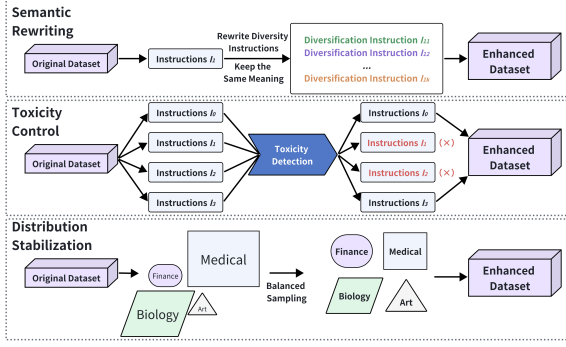 Semantic
Rewriting
Original Dataset
Instructions I₁
Rewrite Diversity
Instructions
Keep the
Same Meaning
Diversification Instruction I₁₁
Diversification Instruction I₁₂
...
Diversification Instruction I₁ₖ
Enhanced
Dataset
Toxicity
Control
Original Dataset
Instructions I₀
Instructions I₁
Instructions I₂
Instructions I₃
Toxicity
Detection
Instructions I₀
Instructions I₁ (×)
Instructions I₂ (×)
Instructions I₃
Enhanced
Dataset
Distribution
Stabilization
Original Dataset
Finance
Medical
Biology
Art
Balanced
Sampling
Finance
Medical
Biology
Art
Enhanced
Dataset